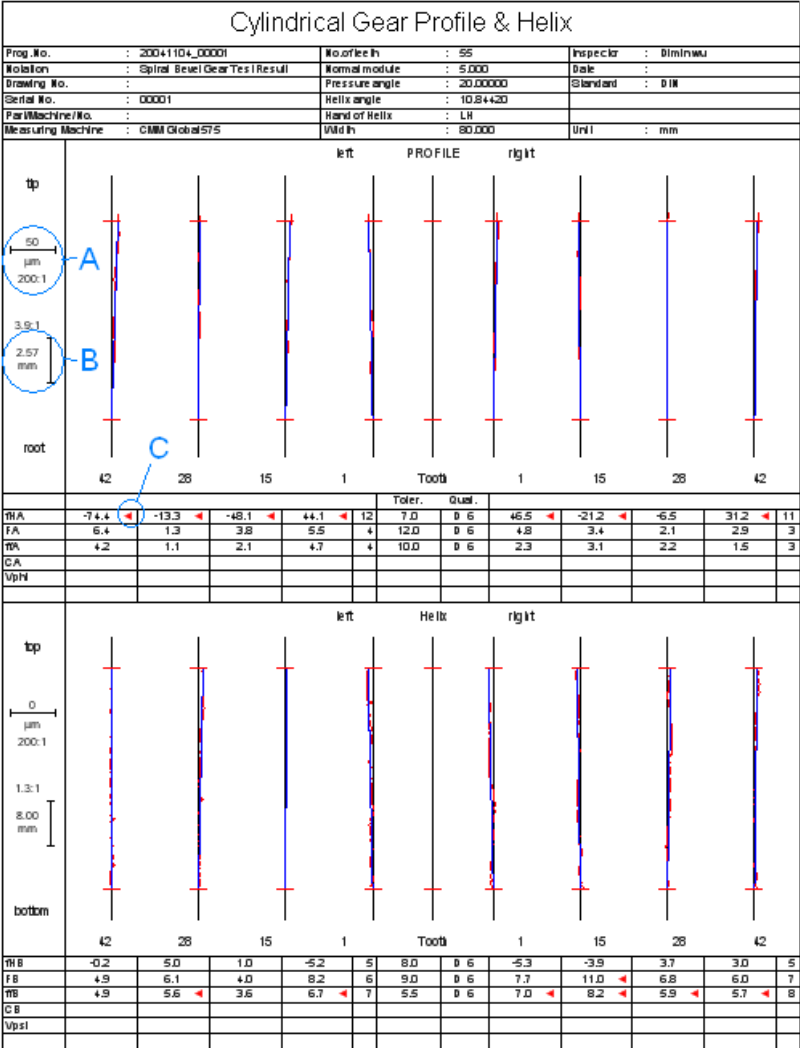 Cylindrical Gear Profile & Helix
Prog.No. : 20041104_00001 No.ofteeth : 55 Inspector : Diminwu
Notation : Spiral Bevel Gear Test Result Normal module : 5.000 Date :
Drawing No. : Pressure angle : 20.00000 Standard : DIN
Serial No. : 00001 Helix angle : 10.84420
Part/Machine/No. : Hand of Helix : LH
Measuring Machine : CMM Global 575 Width : 80.000 Unit : mm
left PROFILE right
tip
50
µm
200:1
A
3.9:1
2.57
mm
B
root
C
42 28 15 1 Tooth 1 15 28 42
Toler. Qual.
fHA -74.4 ◄ -13.3 ◄ -48.1 ◄ 44.1 ◄ 12 7.0 D 6 46.5 ◄ -21.2 ◄ -6.5 31.2 ◄ 11
FA 6.4 1.3 3.8 5.5 4 12.0 D 6 4.8 3.4 2.1 2.9 3
ffA 4.2 1.1 2.1 4.7 4 10.0 D 6 2.3 3.1 2.2 1.5 3
CA
Vphi
left Helix right
top
0
µm
200:1
1.3:1
8.00
mm
bottom
42 28 15 1 Tooth 1 15 28 42
fHB -0.2 5.0 1.0 -5.2 5 8.0 D 6 -5.3 -3.9 3.7 3.0 5
FB 4.9 6.1 4.0 8.2 6 9.0 D 6 7.7 11.0 ◄ 6.8 6.0 7
ffB 4.9 5.6 ◄ 3.6 6.7 ◄ 7 5.5 D 6 7.0 ◄ 8.2 ◄ 5.9 ◄ 5.7 ◄ 8
CB
Vpsi